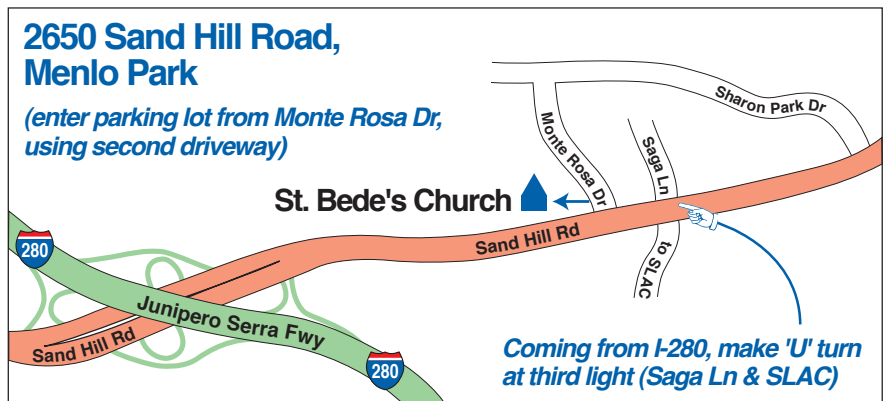 2650 Sand Hill Road,
Menlo Park
(enter parking lot from Monte Rosa Dr,
using second driveway)
Sharon Park Dr
Monte Rosa Dr
Saga Ln
St. Bede's Church
Sand Hill Rd
to SLAC
280
Junipero Serra Fwy
Sand Hill Rd
280
Coming from I-280, make 'U' turn
at third light (Saga Ln & SLAC)